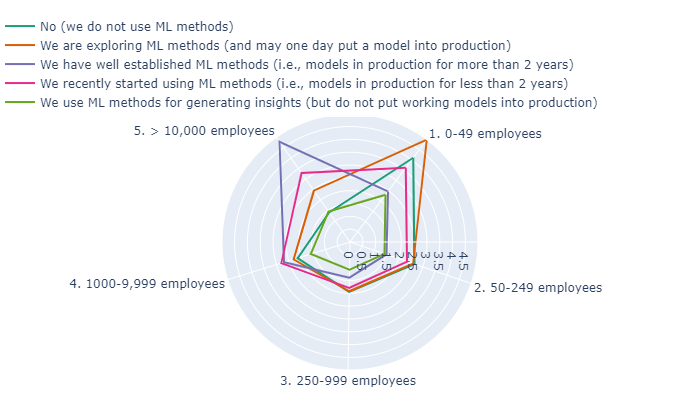 No (we do not use ML methods)
We are exploring ML methods (and may one day put a model into production)
We have well established ML methods (i.e., models in production for more than 2 years)
We recently started using ML methods (i.e., models in production for less than 2 years)
We use ML methods for generating insights (but do not put working models into production)
5. > 10,000 employees
1. 0-49 employees
0
0.5
1
1.5
2
2.5
3
3.5
4
4.5
4. 1000-9,999 employees
2. 50-249 employees
3. 250-999 employees